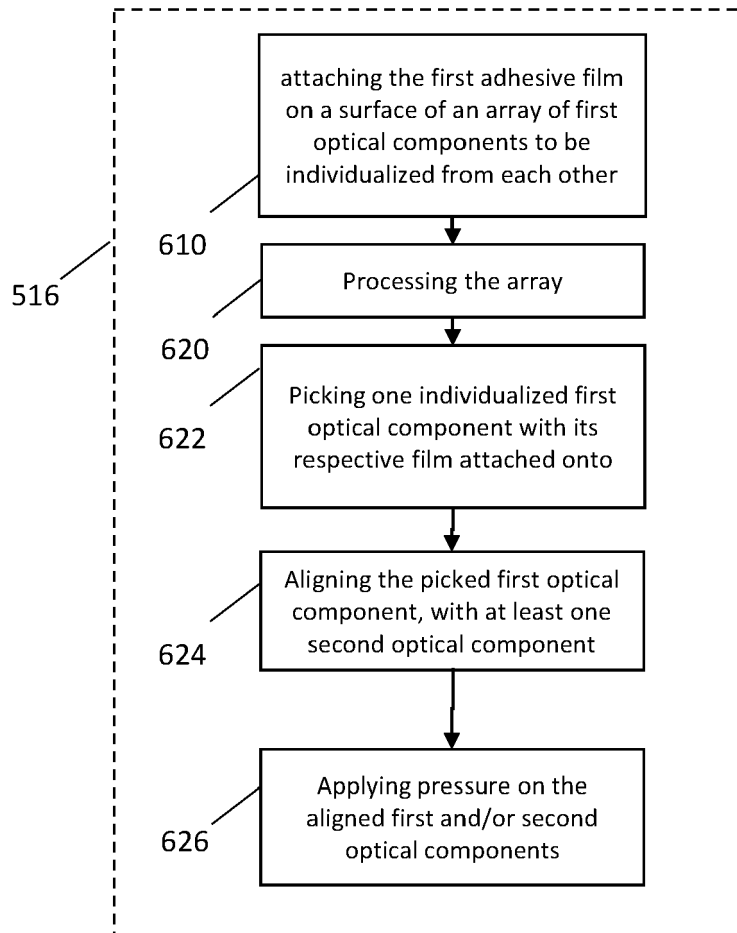 attaching the first adhesive film
on a surface of an array of first
optical components to be
individualized from each other
610
516
Processing the array
620
Picking one individualized first
optical component with its
respective film attached onto
622
Aligning the picked first optical
component, with at least one
second optical component
624
Applying pressure on the
aligned first and/or second
optical components
626